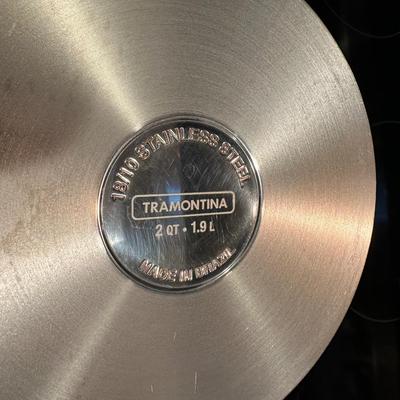 18/10 STAINLESS STEEL
TRAMONTINA
2 QT • 1.9 L
MADE IN BRAZIL